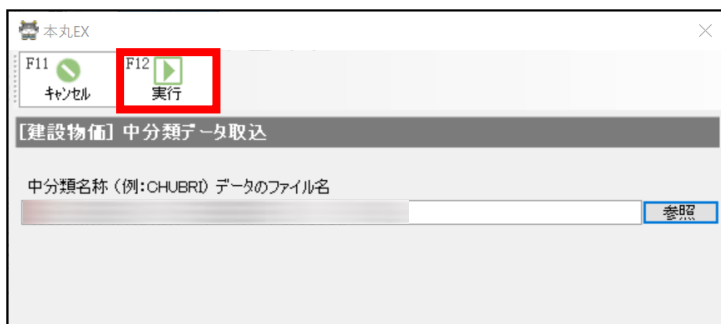 本丸EX
F11 キャンセル
F12 実行
[建設物価] 中分類データ取込
中分類名称(例:CHUBRI) データのファイル名
参照